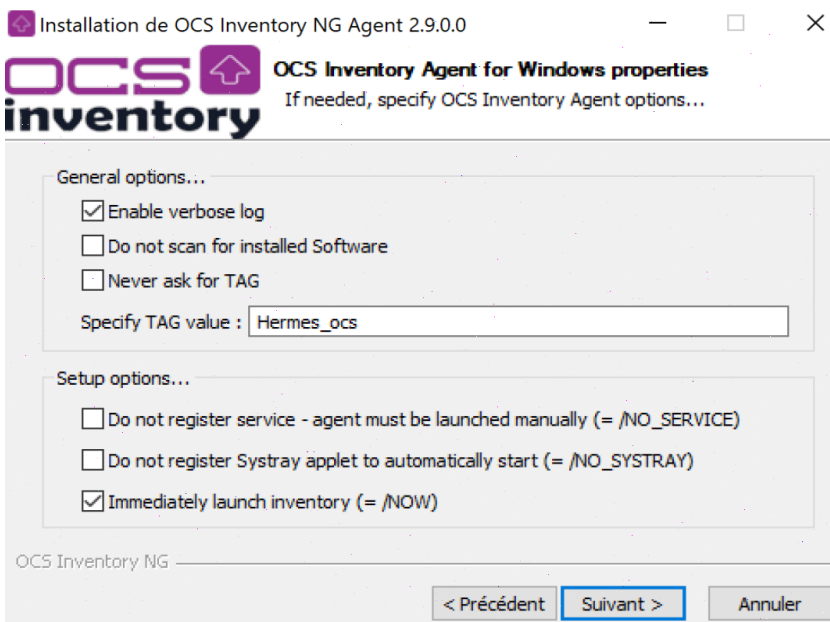 Installation de OCS Inventory NG Agent 2.9.0.0
OCS
inventory
OCS Inventory Agent for Windows properties
If needed, specify OCS Inventory Agent options...
General options...
Enable verbose log
Do not scan for installed Software
Never ask for TAG
Specify TAG value : Hermes_ocs
Setup options...
Do not register service - agent must be launched manually (= /NO_SERVICE)
Do not register Systray applet to automatically start (= /NO_SYSTRAY)
Immediately launch inventory (= /NOW)
OCS Inventory NG
< Précédent Suivant > Annuler